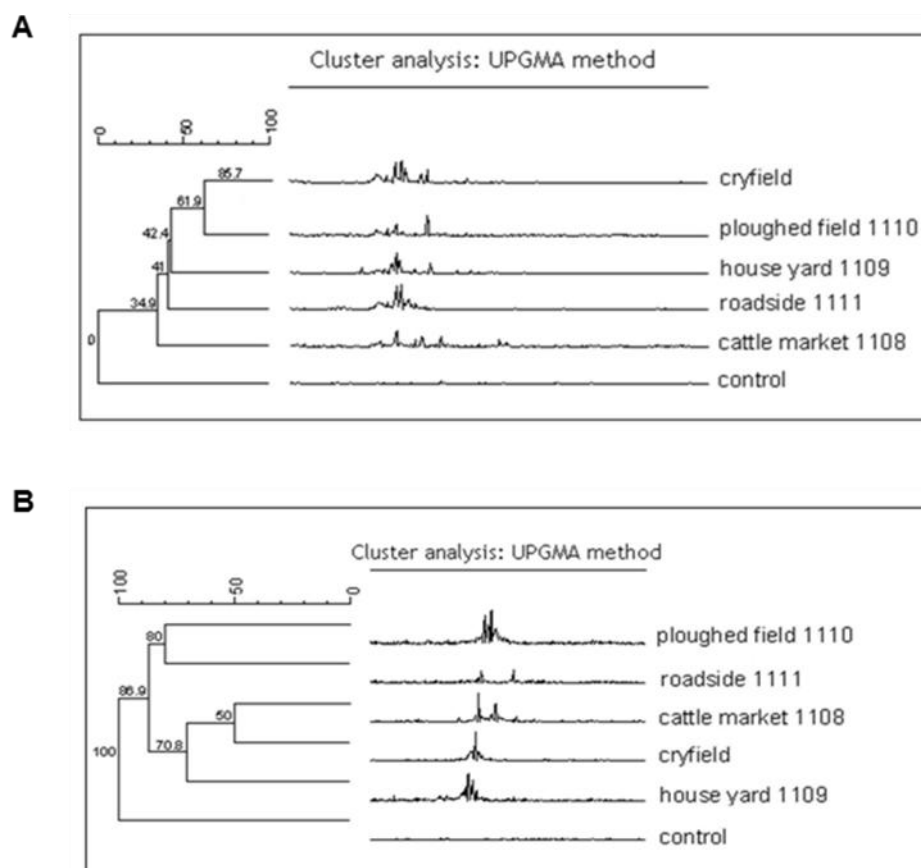 A
Cluster analysis: UPGMA method
0 50 100
85.7
cryfield
61.9
ploughed field 1110
42.4
house yard 1109
41
roadside 1111
34.9
cattle market 1108
0
control
B
Cluster analysis: UPGMA method
100 50 0
80
ploughed field 1110
roadside 1111
86.9
50
cattle market 1108
cryfield
100
70.8
house yard 1109
control